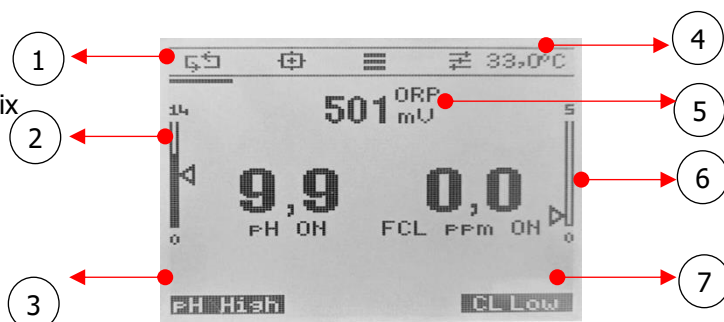 1
4
33,0°C
ix
501 ORP mV
14
5
2
5
6
9,9
0,0
pH ON
FCL ppm ON
0
0
3
7
pH High
CL Low